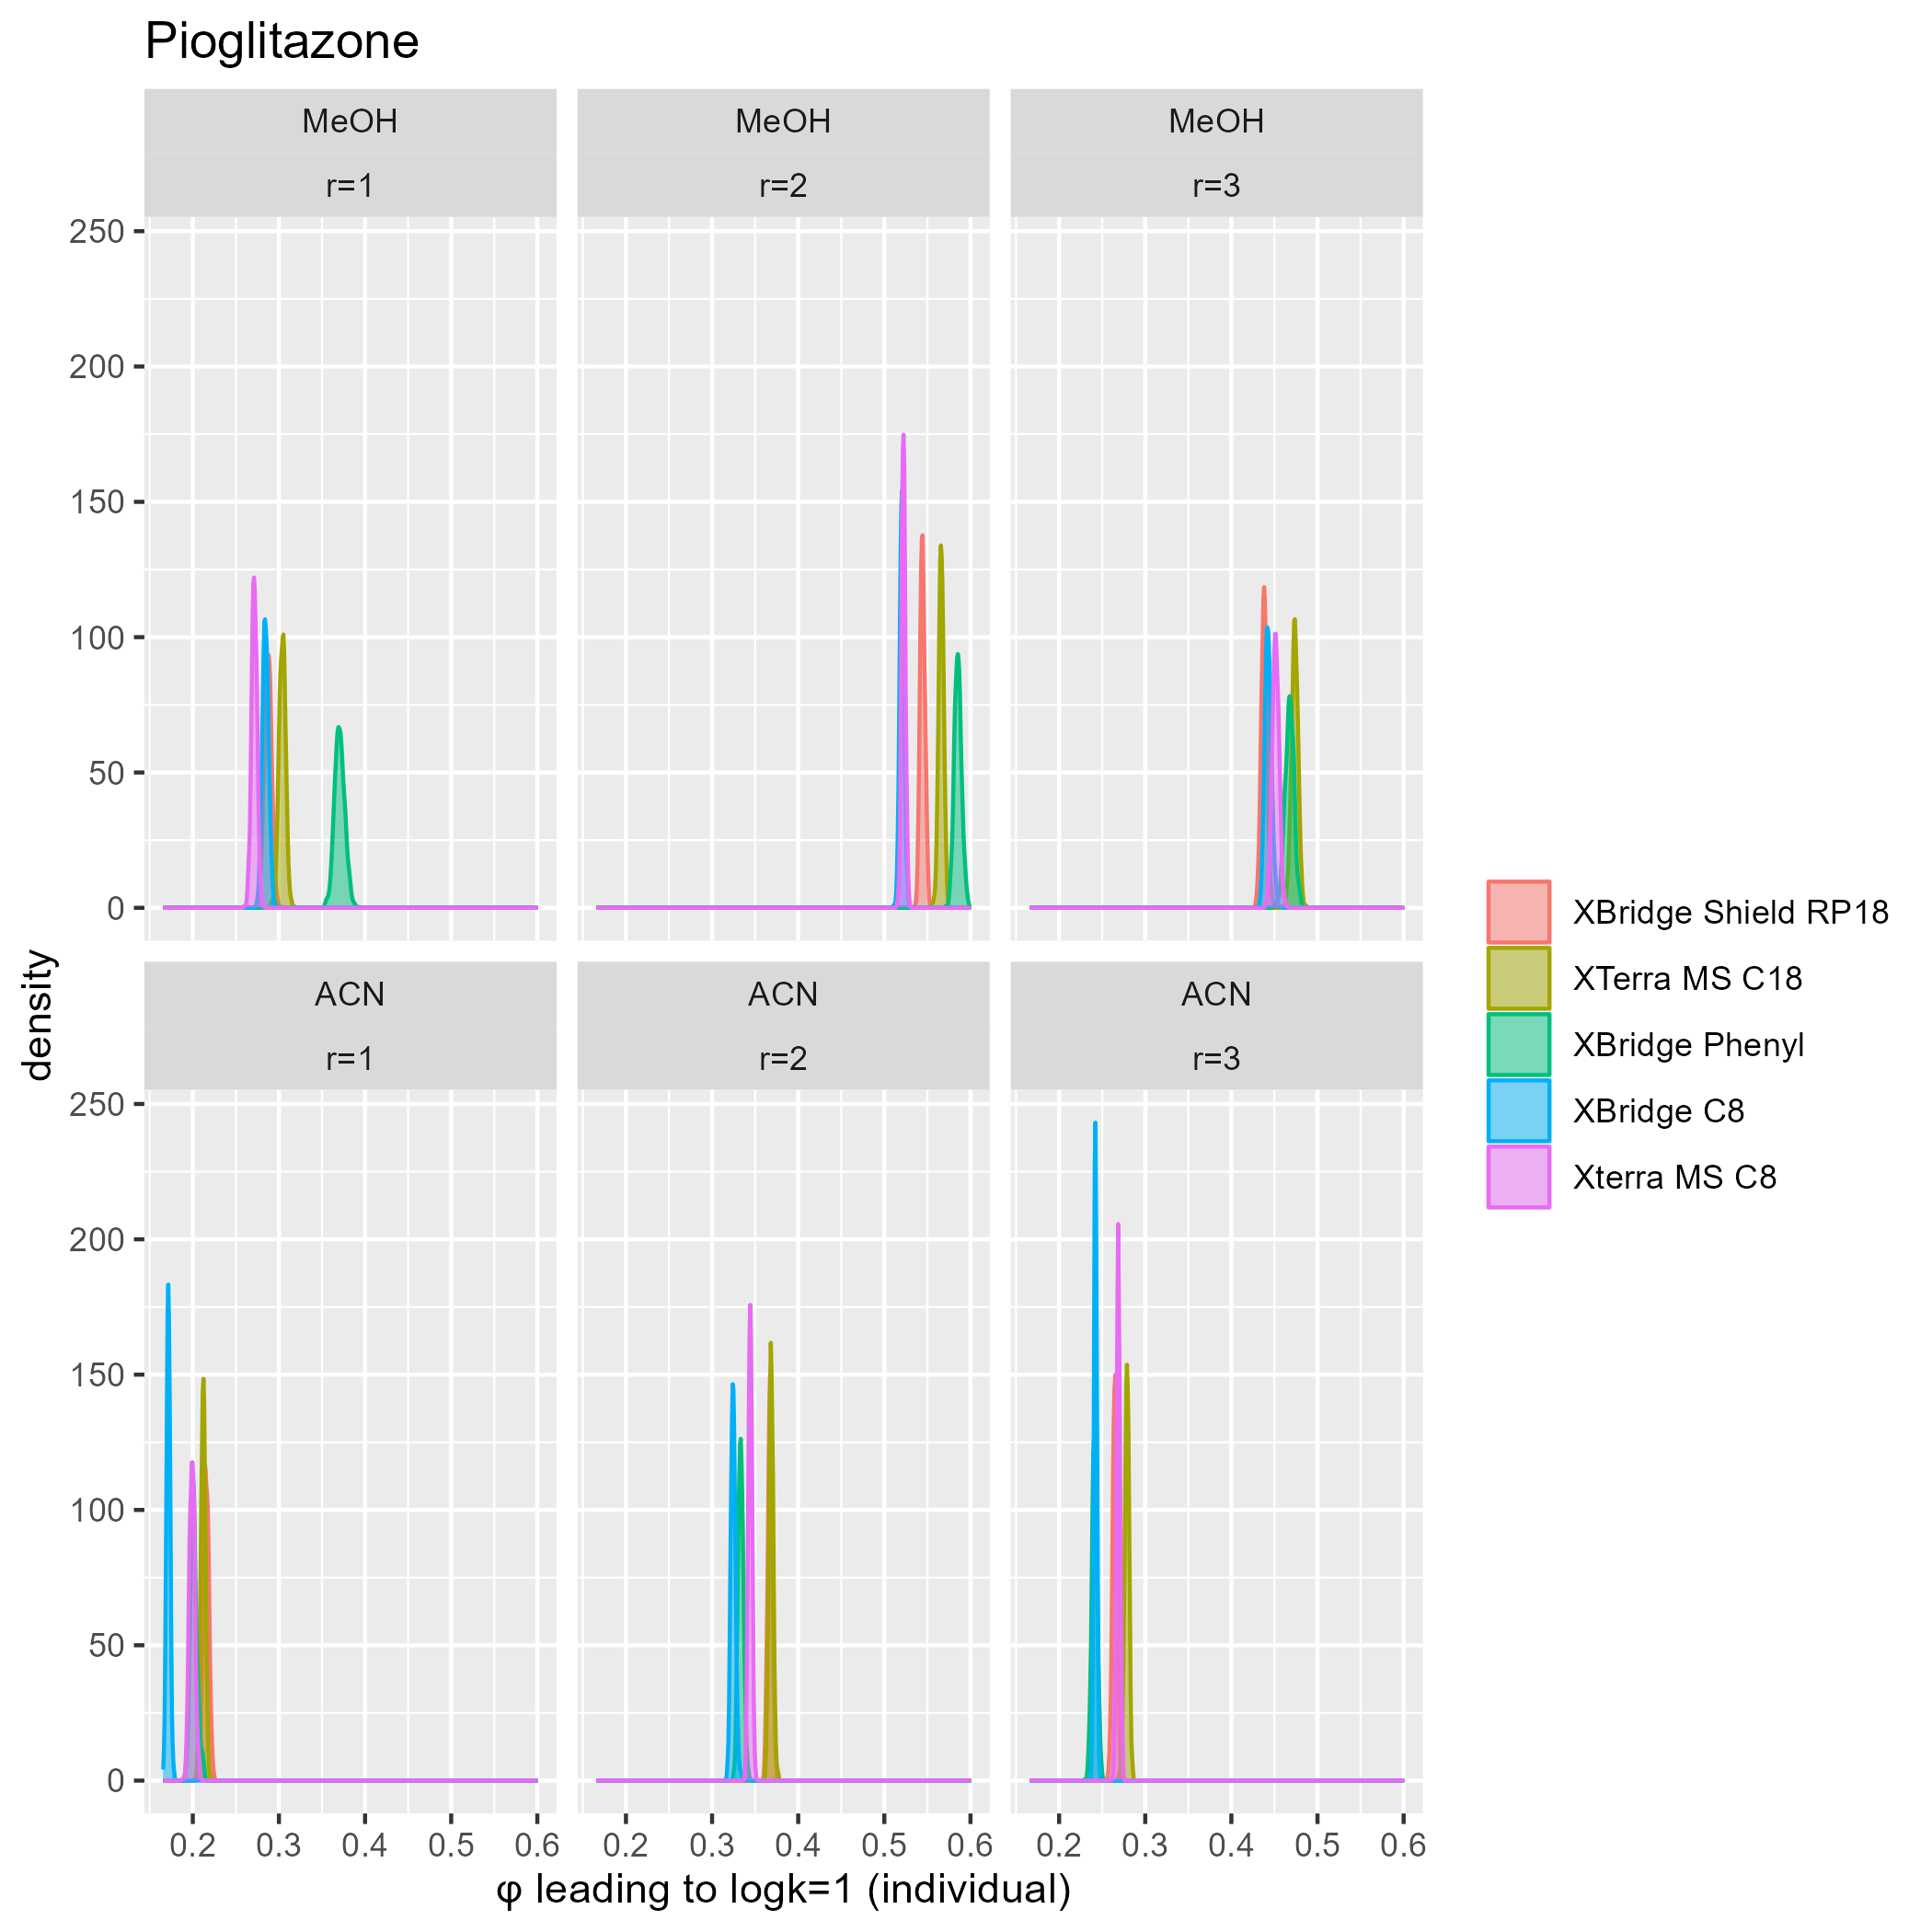 Pioglitazone
MeOH
MeOH
MeOH
r=1
r=2
r=3
250
200
150
100
50
0
ACN
ACN
ACN
r=1
r=2
r=3
250
200
150
100
50
0
0.2 0.3 0.4 0.5 0.6
0.2 0.3 0.4 0.5 0.6
0.2 0.3 0.4 0.5 0.6
φ leading to logk=1 (individual)
density
XBridge Shield RP18
XTerra MS C18
XBridge Phenyl
XBridge C8
Xterra MS C8